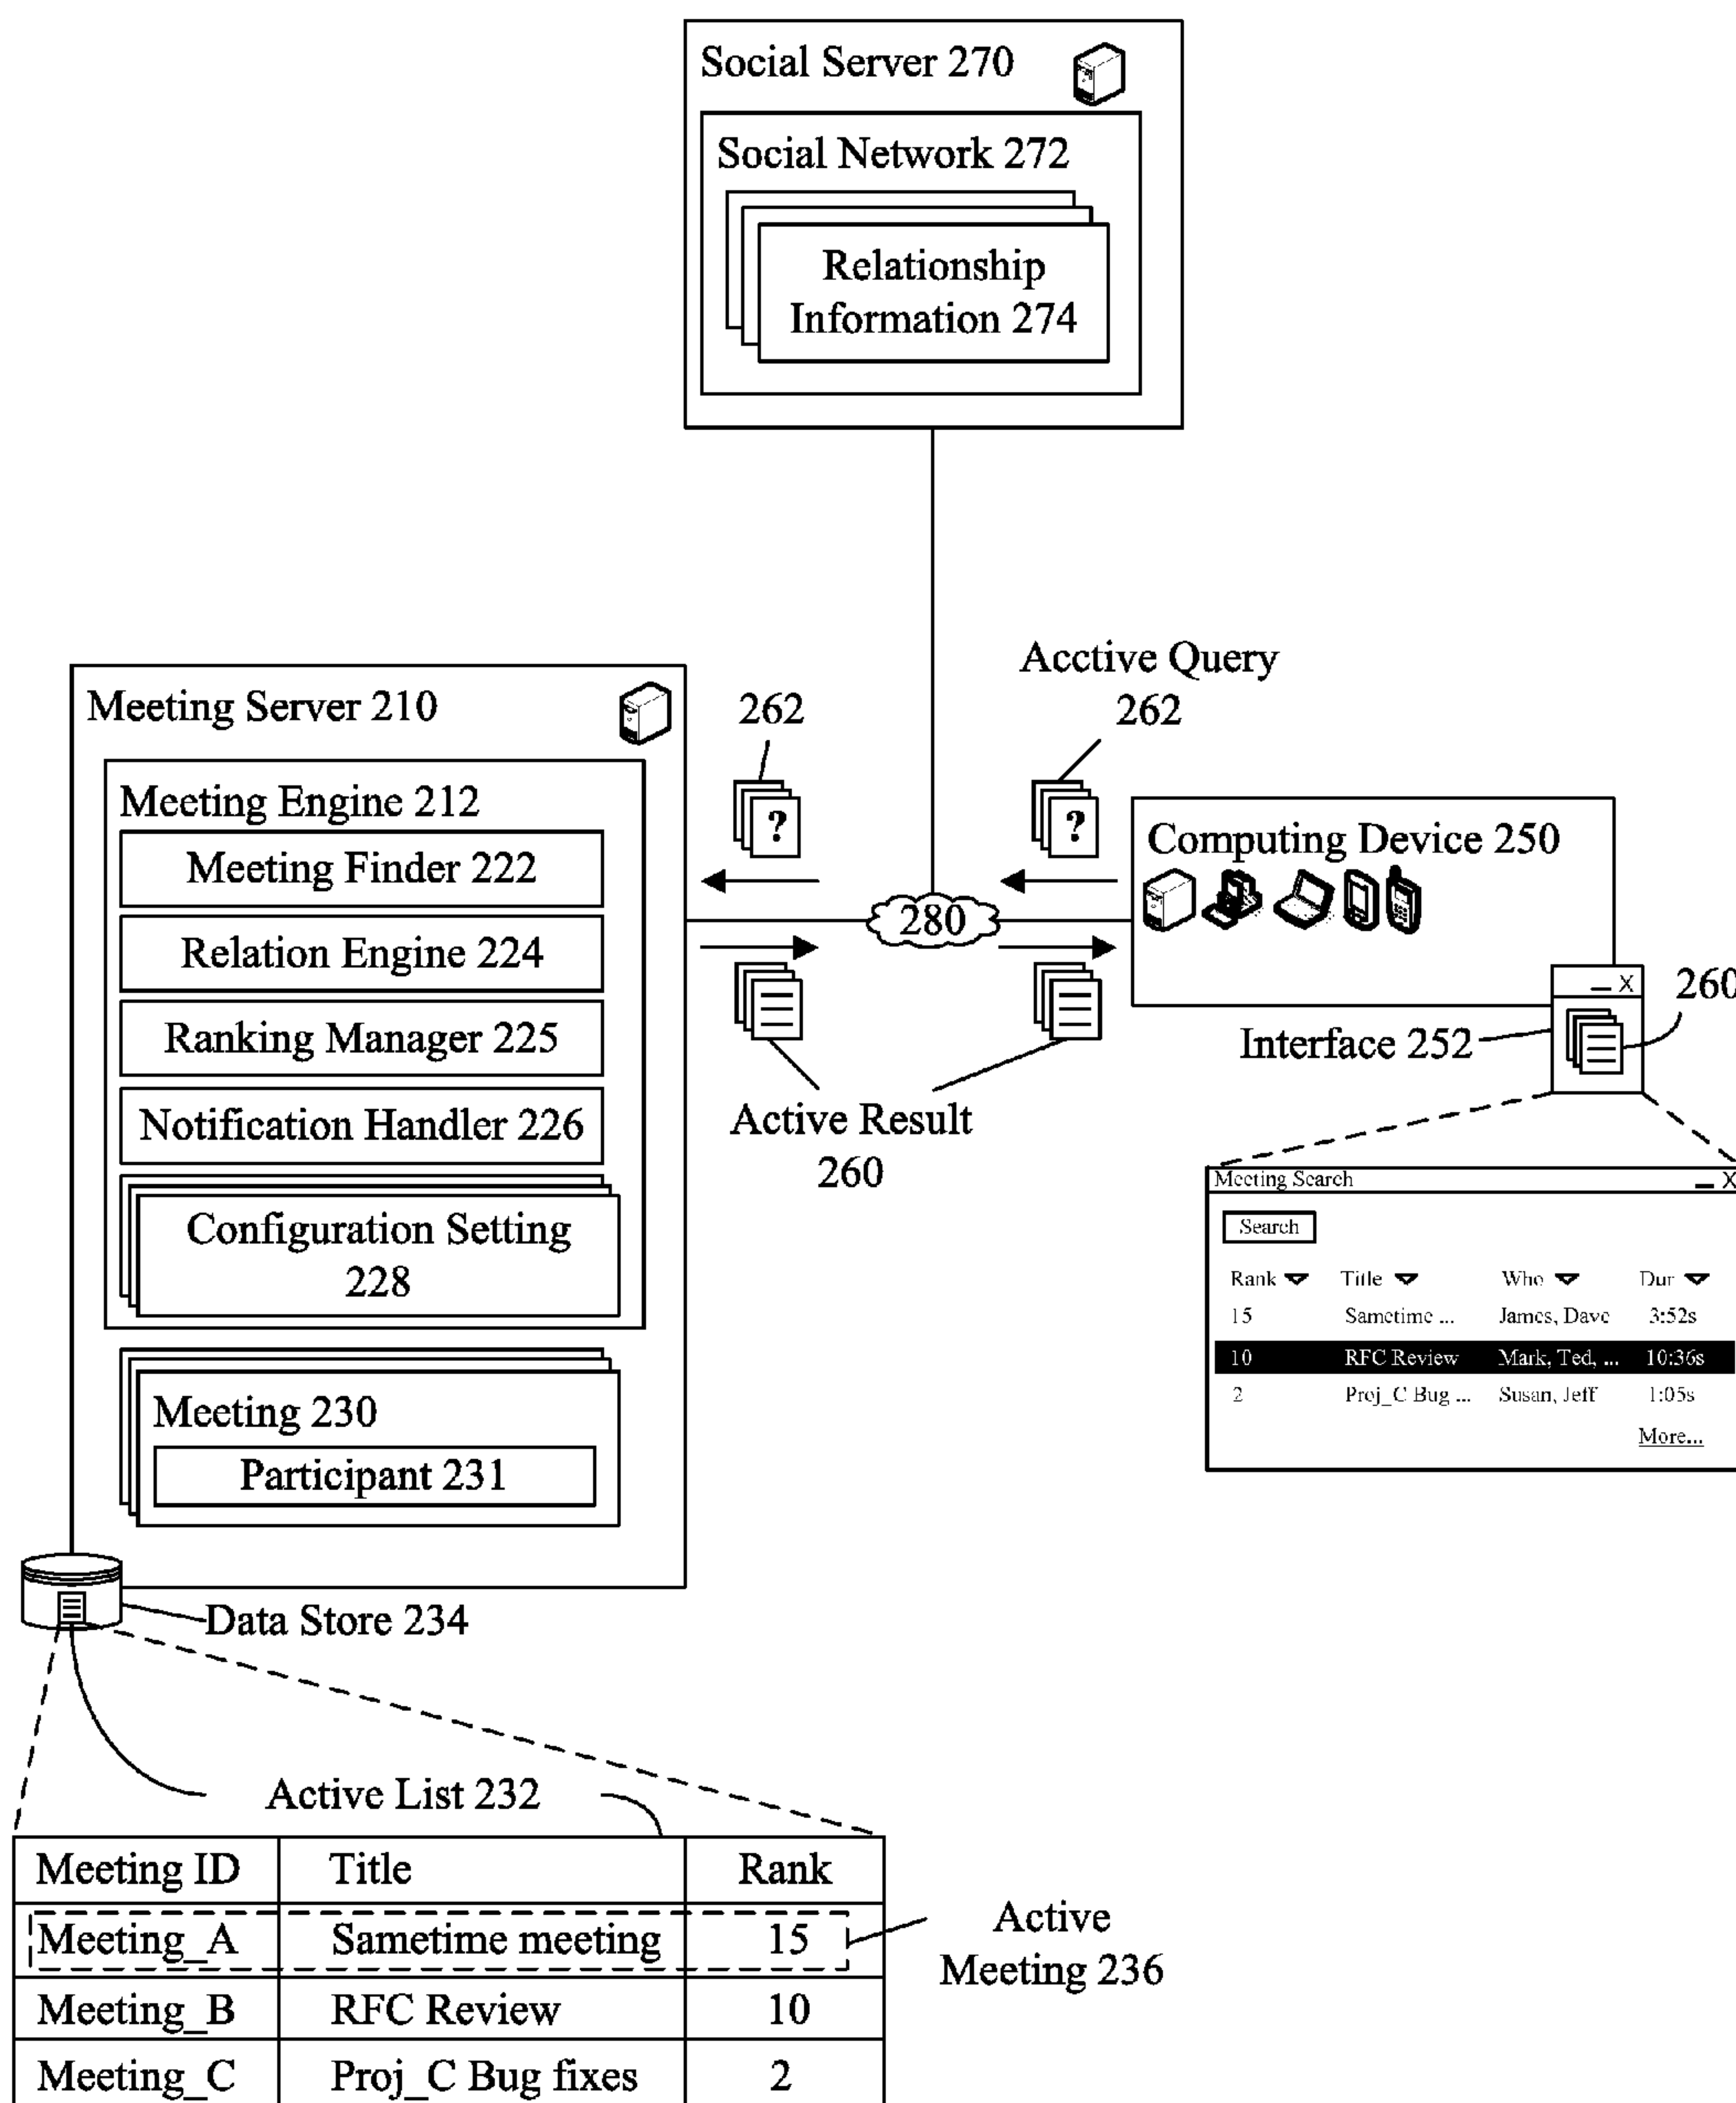 Social Server 270
Social Network 272
Relationship
Information 274
Acctive Query
262
262
Meeting Server 210
Meeting Engine 212
Meeting Finder 222
Relation Engine 224
Ranking Manager 225
Notification Handler 226
Configuration Setting
228
Meeting 230
Participant 231
?
?
280
Computing Device 250
_ X
260
Interface 252
Active Result
260
Meeting Search _ X
Search
Rank Title Who Dur
15 Sametime ... James, Dave 3:52s
10 RFC Review Mark, Ted, ... 10:36s
2 Proj_C Bug ... Susan, Jeff 1:05s
More...
Data Store 234
Active List 232
Meeting ID Title Rank
Meeting_A Sametime meeting 15
Meeting_B RFC Review 10
Meeting_C Proj_C Bug fixes 2
Active
Meeting 236